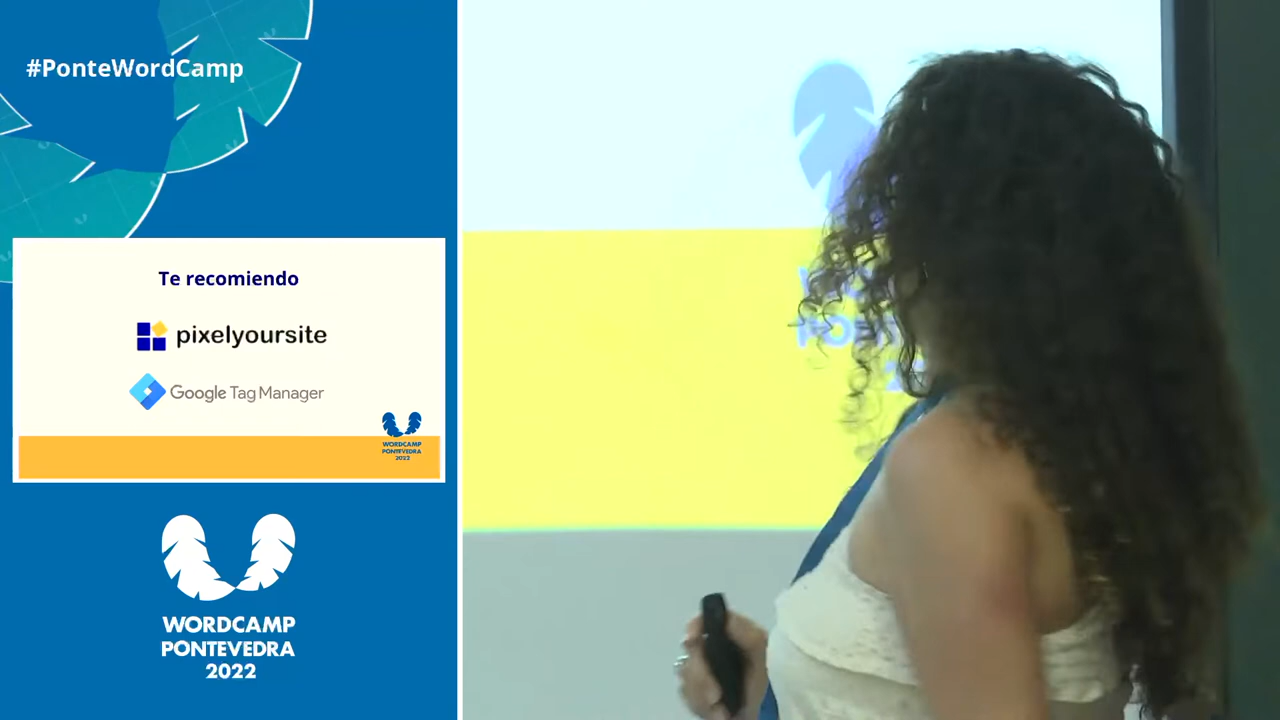 #PonteWordCamp
Te recomiendo
pixelyoursite
Google Tag Manager
WORDCAMP
PONTEVEDRA
2022
WORDCAMP
PONTEVEDRA
2022